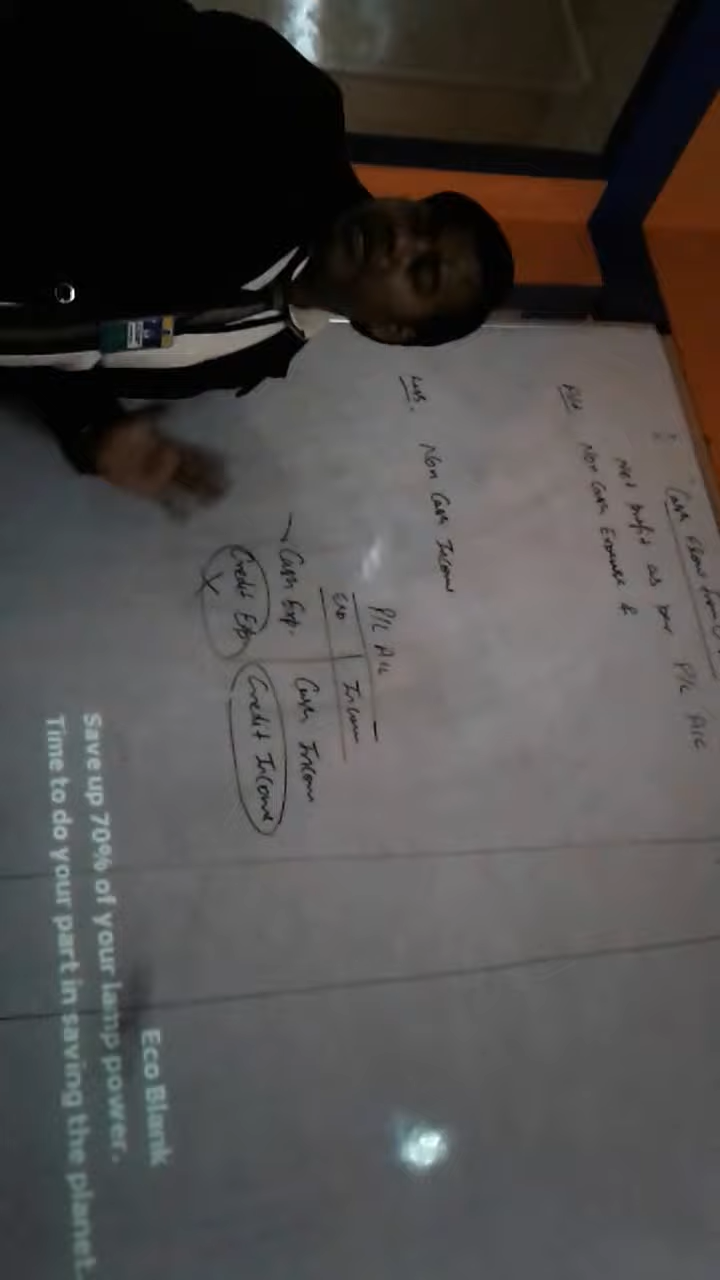 Cash Flow from
Net Profit as per P/L A/c
Add Non Cash Expense &
Less. Non Cash Income
P/L A/c
Exp Income
Cash Exp. Cash Income
Credit Exp Credit Income
X
Eco Blank
Save up 70% of your lamp power.
Time to do your part in saving the planet.